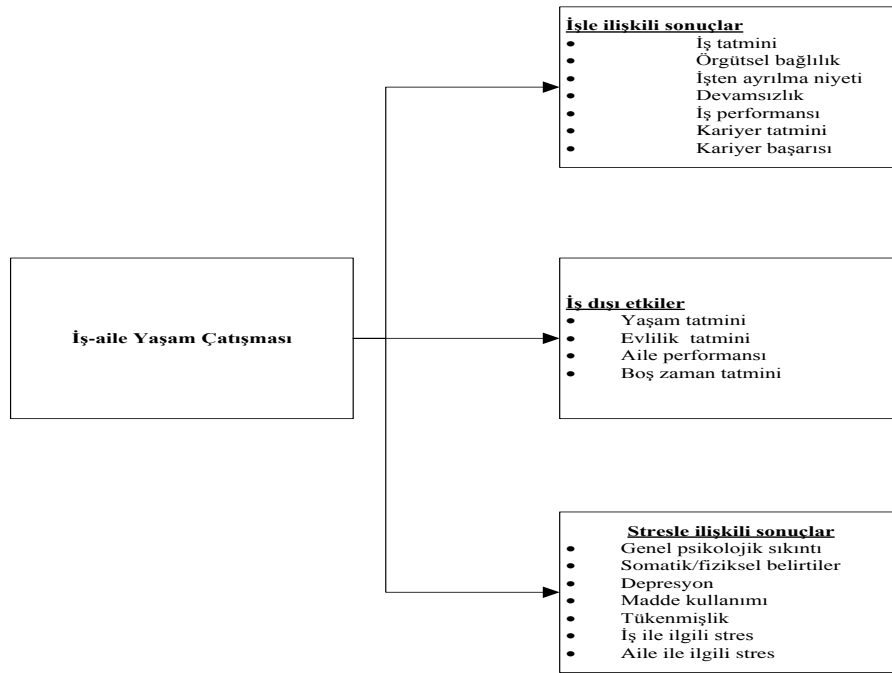 İşle ilişkili sonuçlar
• İş tatmini
• Örgütsel bağlılık
• İşten ayrılma niyeti
• Devamsızlık
• İş performansı
• Kariyer tatmini
• Kariyer başarısı
İş-aile Yaşam Çatışması
İş dışı etkiler
• Yaşam tatmini
• Evlilik tatmini
• Aile performansı
• Boş zaman tatmini
Stresle ilişkili sonuçlar
• Genel psikolojik sıkıntı
• Somatik/fiziksel belirtiler
• Depresyon
• Madde kullanımı
• Tükenmişlik
• İş ile ilgili stres
• Aile ile ilgili stres